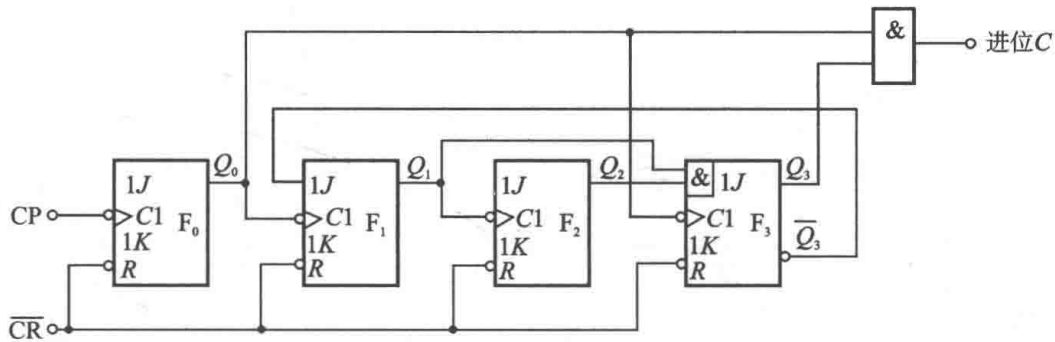 &
进位C
Q₀
Q₁
Q₂
Q₃
1J
1J
1J
& 1J
CP
C1 F₀
C1 F₁
C1 F₂
C1 F₃
Q̅₃
1K
1K
1K
1K
R
R
R
R
C̅R̅